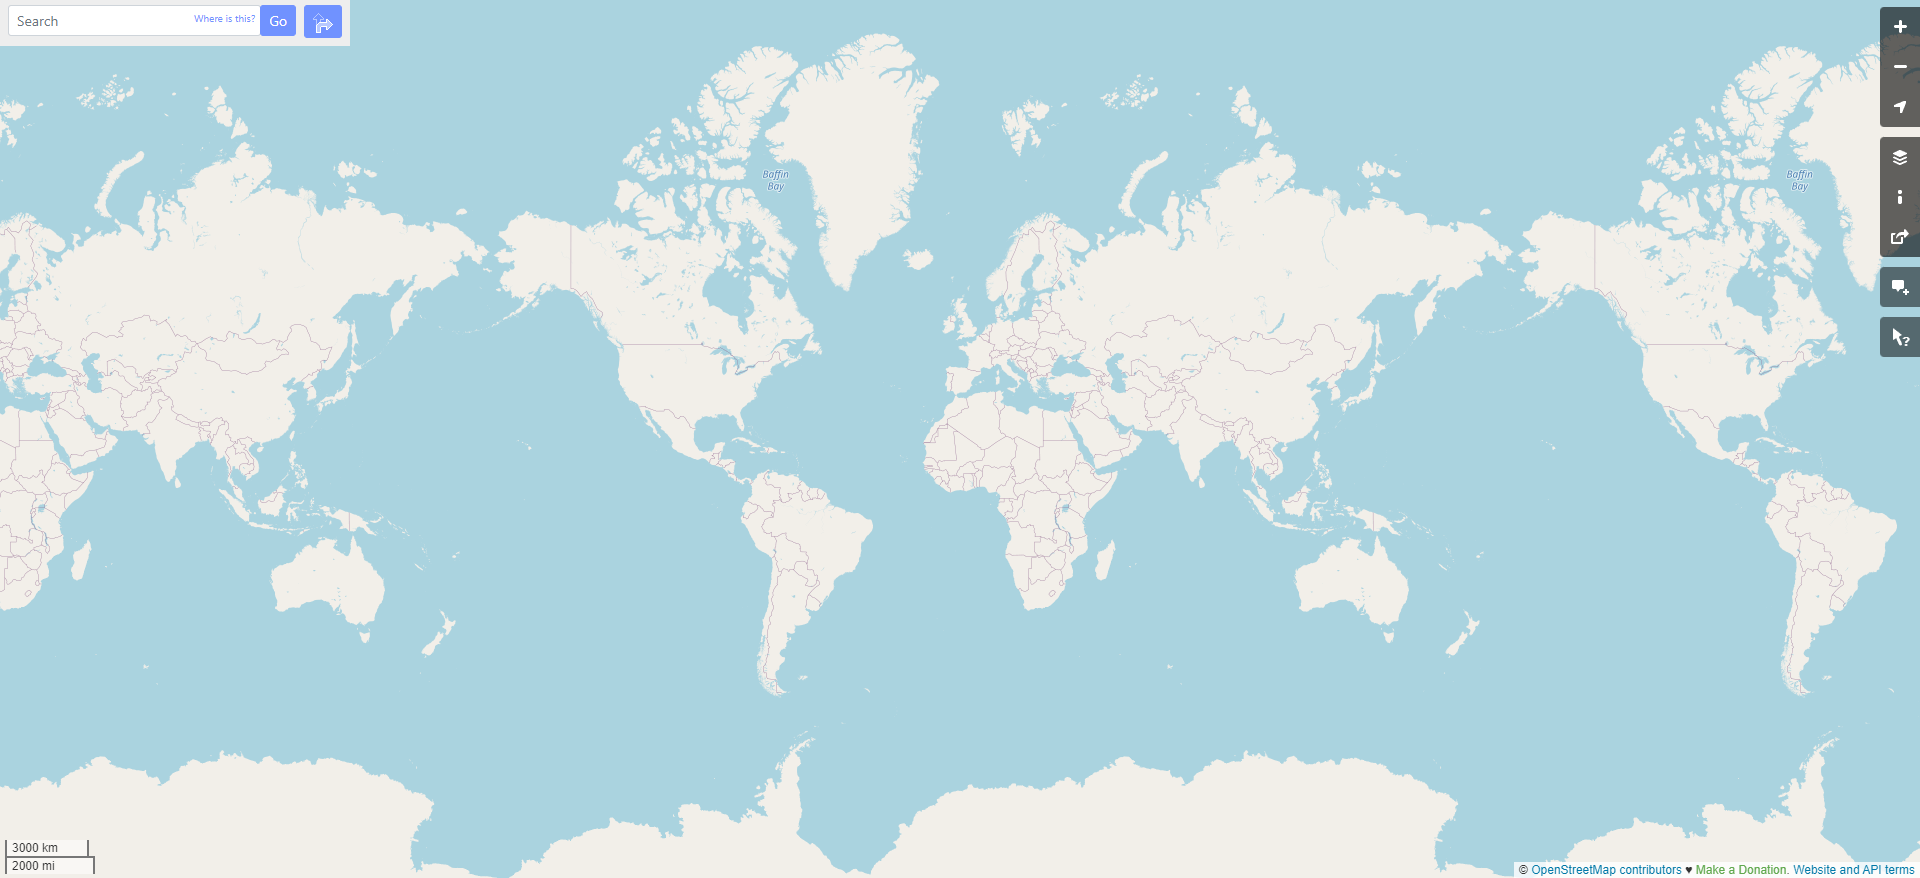 Search
Where is this?
Go
Baffin
Bay
Baffin
Bay
3000 km
2000 mi
© OpenStreetMap contributors ♥ Make a Donation. Website and API terms